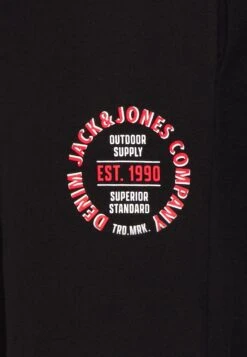 DENIM JACK&JONES COMPANY
OUTDOOR
SUPPLY
EST. 1990
SUPERIOR
STANDARD
TRD.MRK.